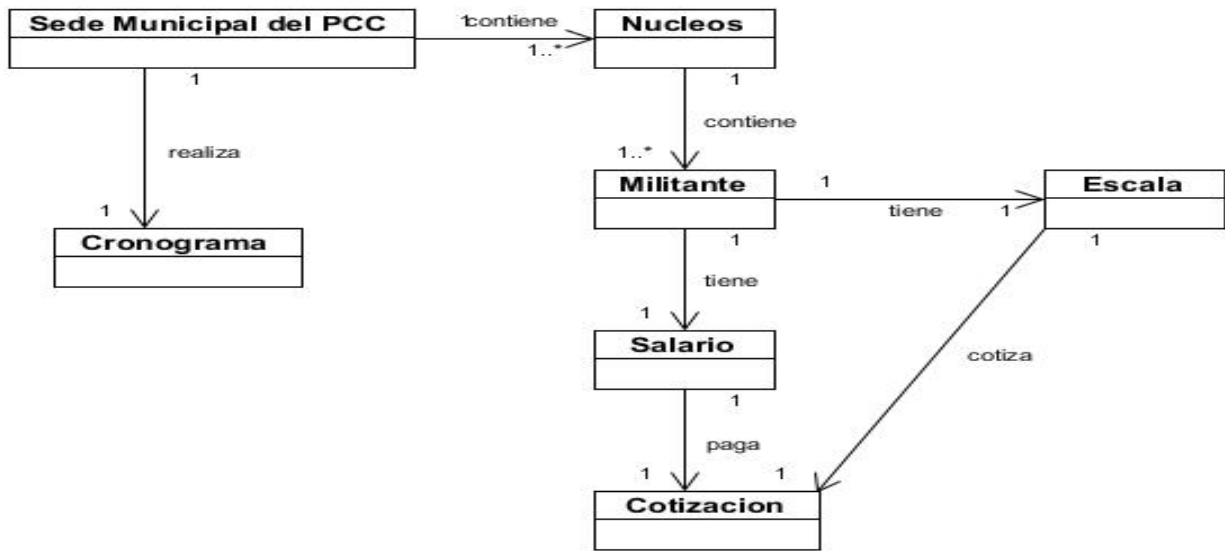 Sede Municipal del PCC
1
contiene
1..*
Nucleos
1
1
contiene
realiza
1..*
Militante
1
tiene
1
Escala
1
Cronograma
1
1
tiene
1
Salario
cotiza
1
paga
1
1
Cotizacion